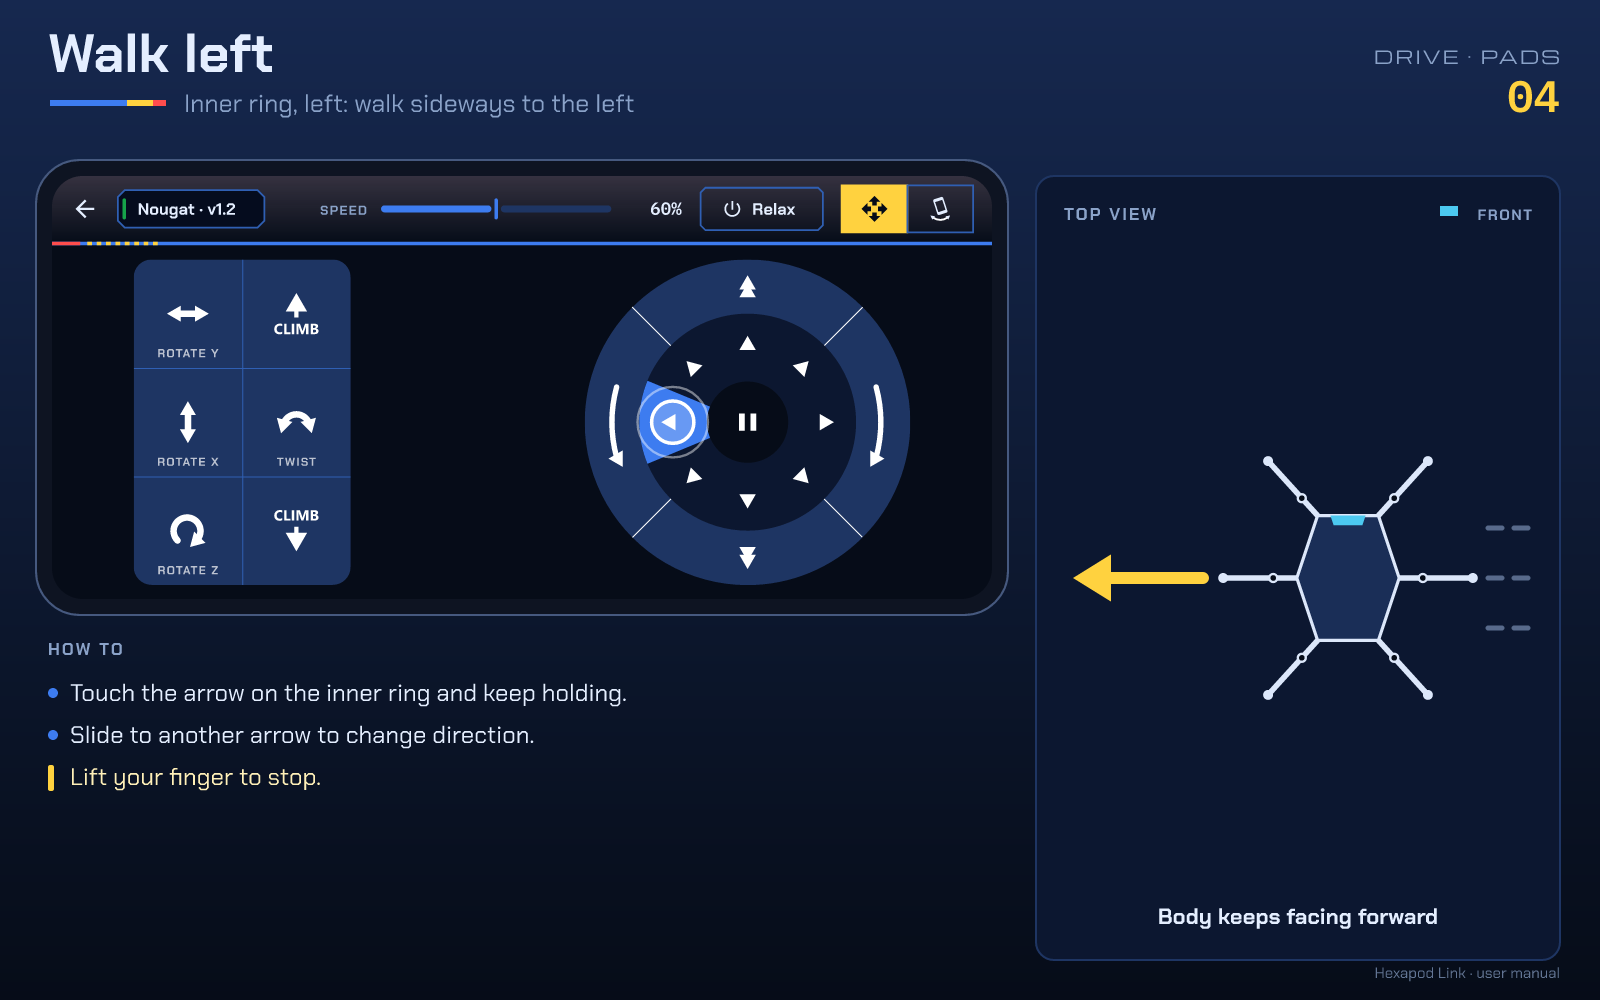 Walk left
Inner ring, left: walk sideways to the left
DRIVE · PADS
04
Nougat · v1.2
SPEED
60%
Relax
ROTATE Y
CLIMB
ROTATE X
TWIST
ROTATE Z
CLIMB
HOW TO
Touch the arrow on the inner ring and keep holding.
Slide to another arrow to change direction.
Lift your finger to stop.
TOP VIEW
FRONT
Body keeps facing forward
Hexapod Link · user manual